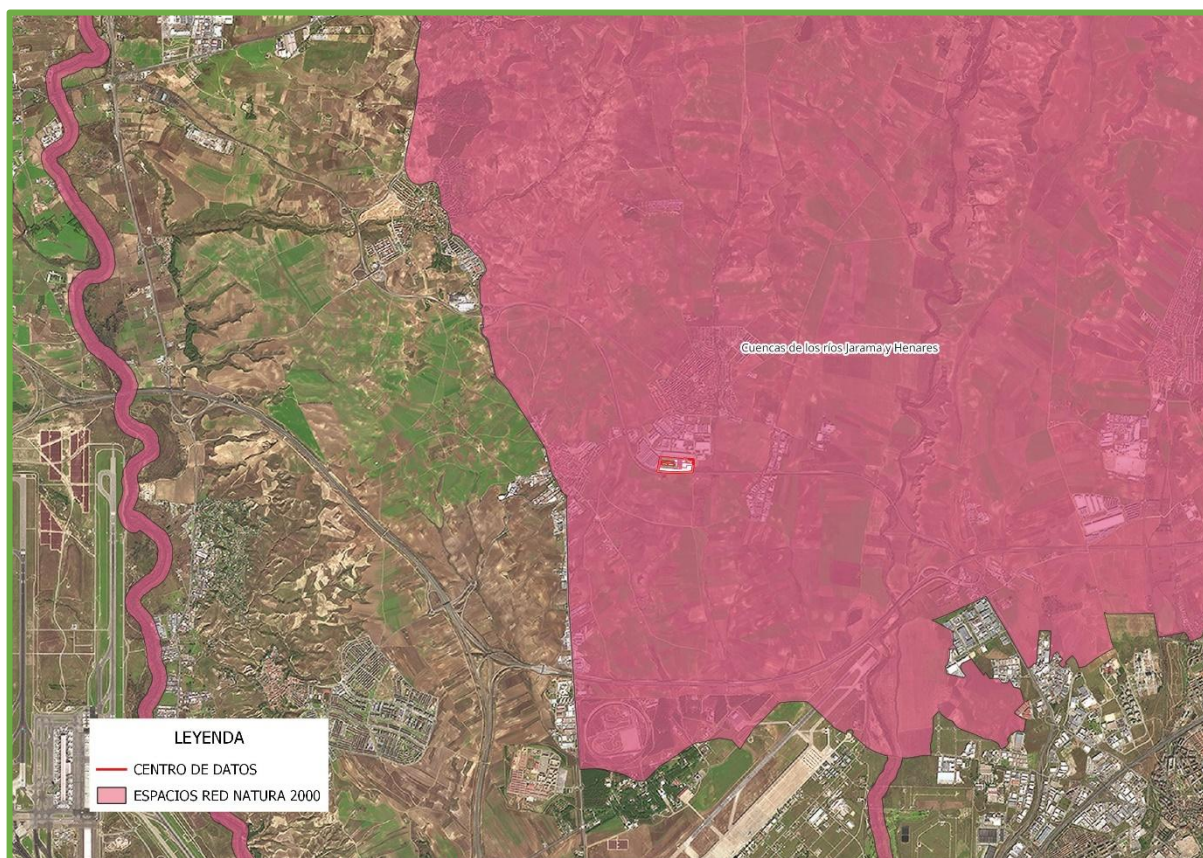 Cuencas de los ríos Jarama y Henares
LEYENDA
CENTRO DE DATOS
ESPACIOS RED NATURA 2000